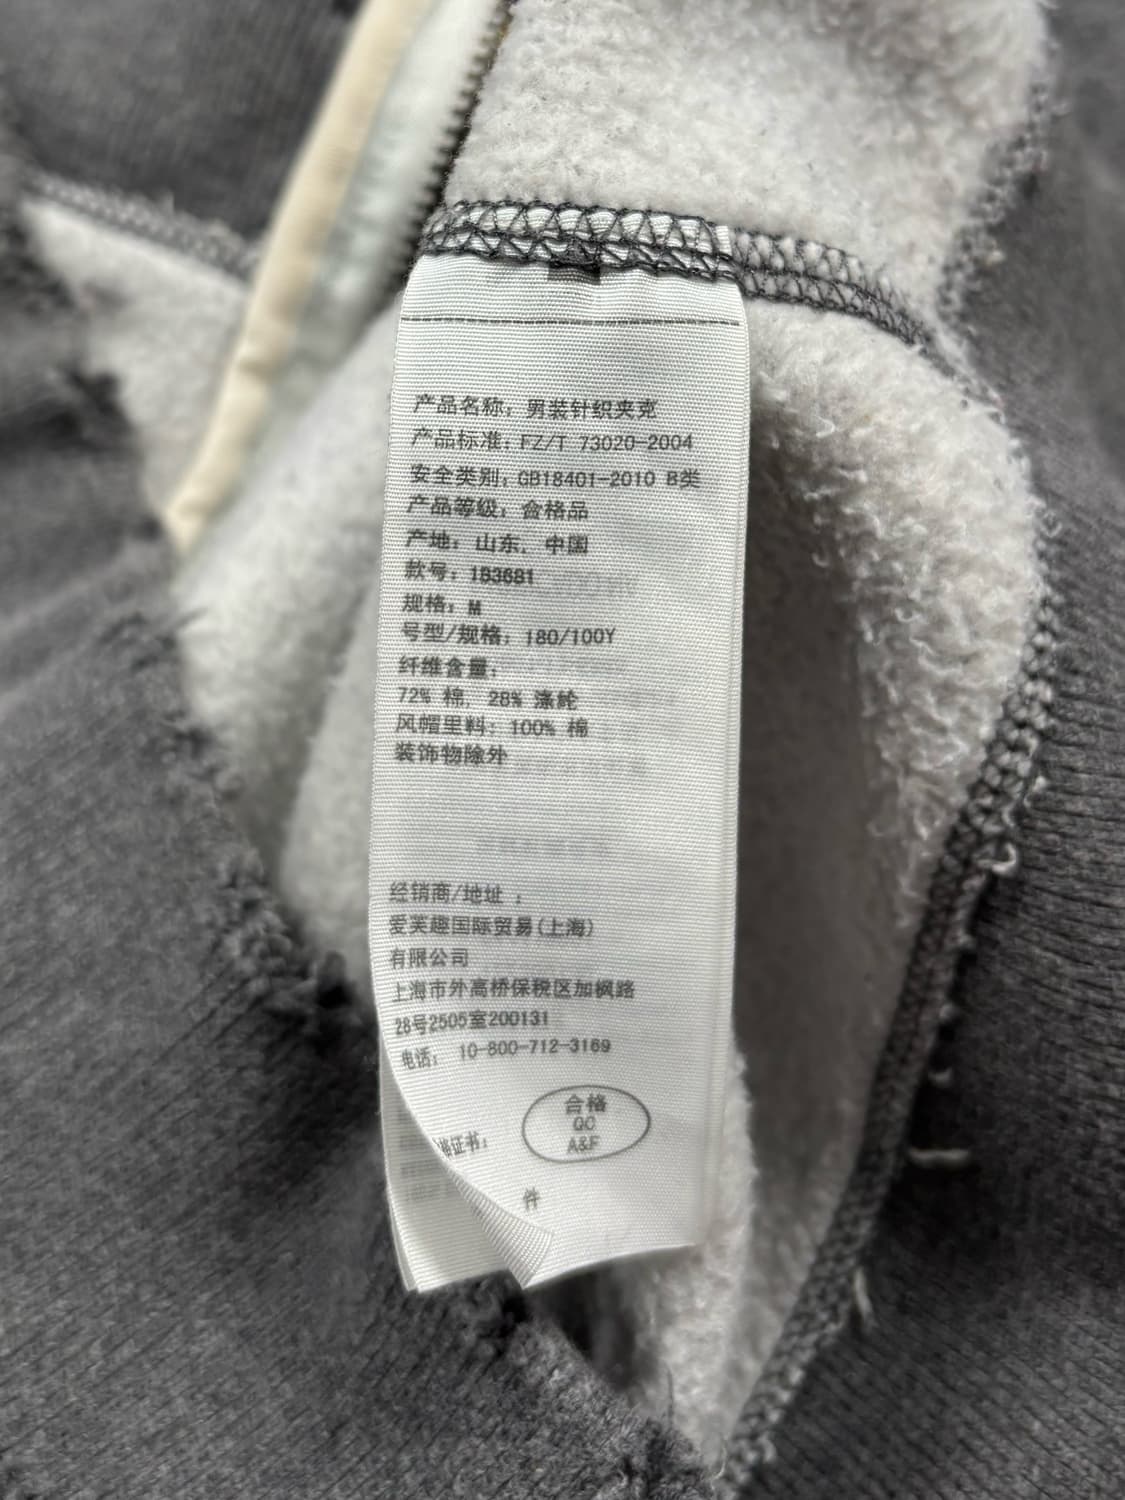 产品名称：男装针织夹克
产品标准：FZ/T 73020-2004
安全类别：GB18401-2010 B类
产品等级：合格品
产地：山东，中国
款号：183681
规格：M
号型/规格：180/100Y
纤维含量：
72% 棉，28% 涤纶
风帽里料：100% 棉
装饰物除外
经销商/地址 ：
爱芙趣国际贸易(上海)
有限公司
上海市外高桥保税区加枫路
28号2505室200131
电话： 10-800-712-3169
格证书：
合格
QC
A&F
件